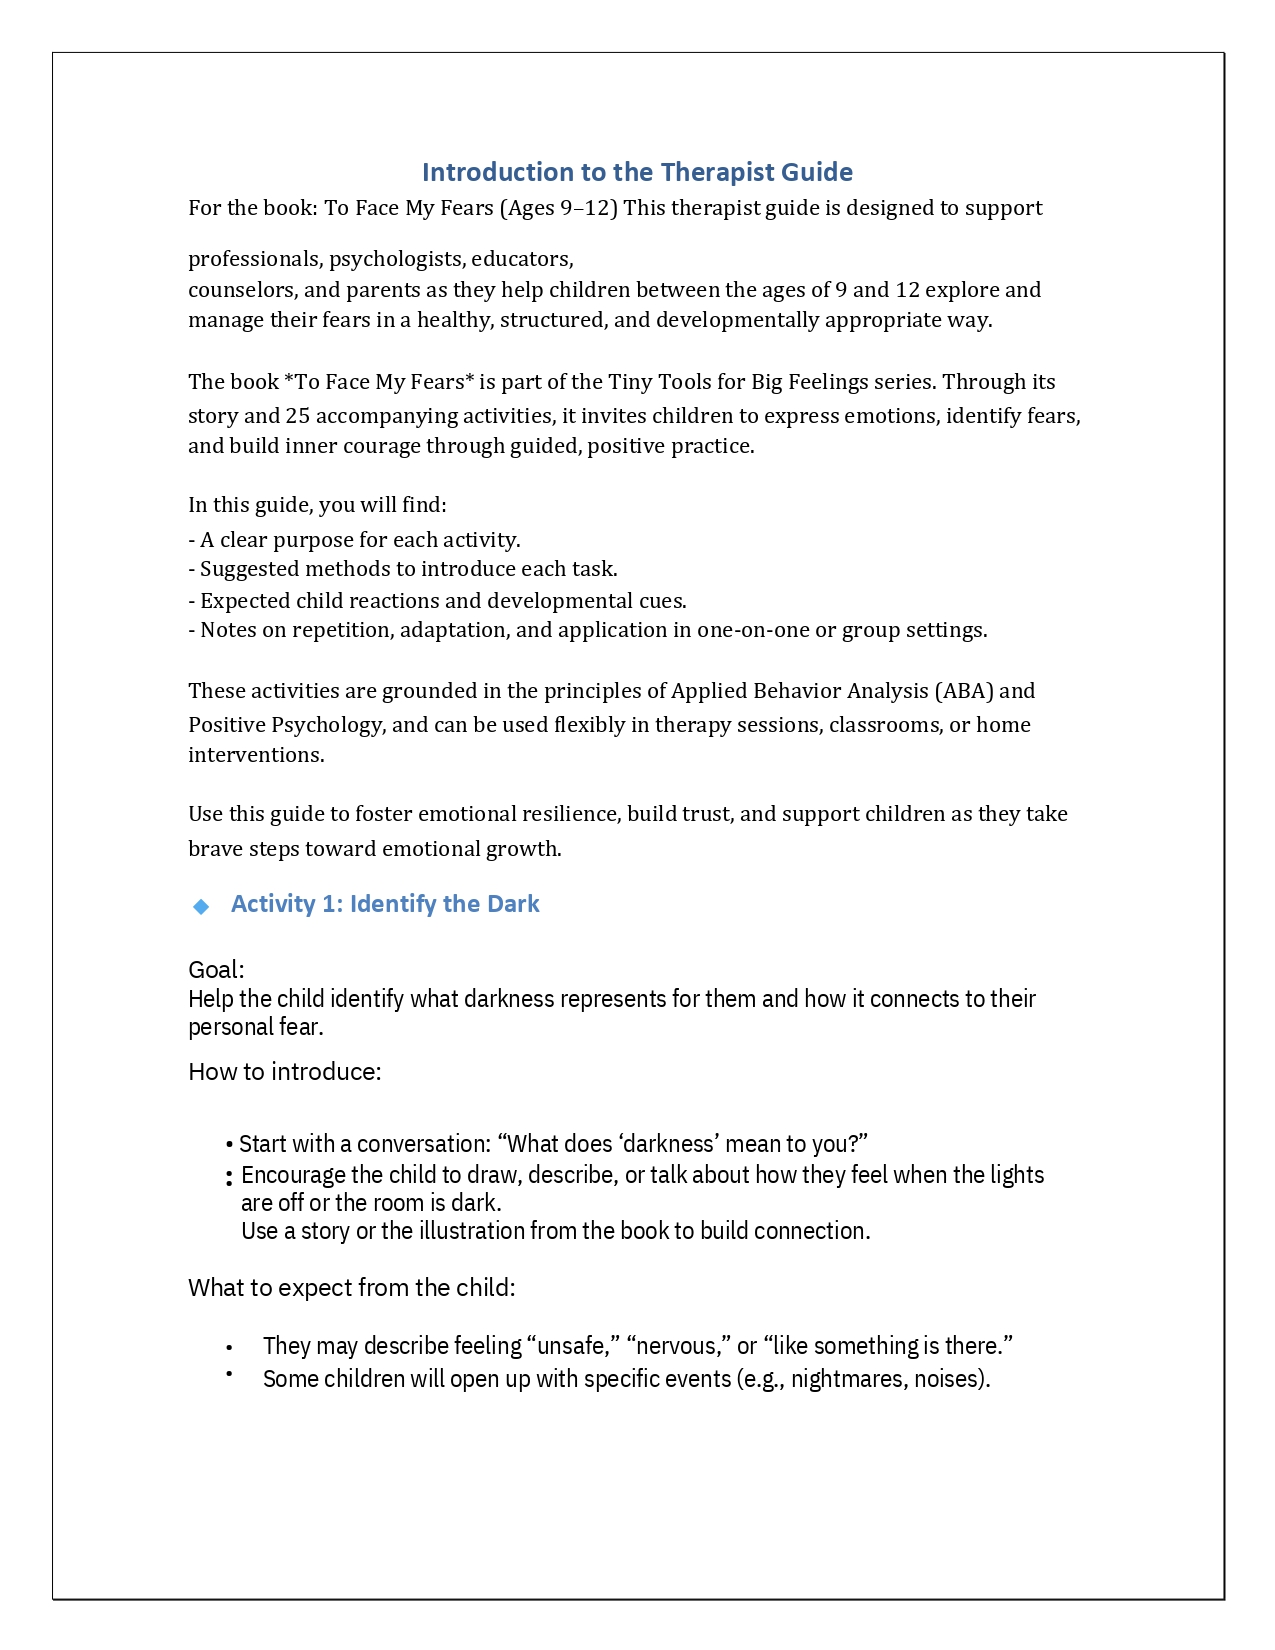 Introduction to the Therapist Guide
For the book: To Face My Fears (Ages 9–12) This therapist guide is designed to support
professionals, psychologists, educators,
counselors, and parents as they help children between the ages of 9 and 12 explore and
manage their fears in a healthy, structured, and developmentally appropriate way.
The book *To Face My Fears* is part of the Tiny Tools for Big Feelings series. Through its
story and 25 accompanying activities, it invites children to express emotions, identify fears,
and build inner courage through guided, positive practice.
In this guide, you will find:
- A clear purpose for each activity.
- Suggested methods to introduce each task.
- Expected child reactions and developmental cues.
- Notes on repetition, adaptation, and application in one-on-one or group settings.
These activities are grounded in the principles of Applied Behavior Analysis (ABA) and
Positive Psychology, and can be used flexibly in therapy sessions, classrooms, or home
interventions.
Use this guide to foster emotional resilience, build trust, and support children as they take
brave steps toward emotional growth.
◆ Activity 1: Identify the Dark
Goal:
Help the child identify what darkness represents for them and how it connects to their
personal fear.
How to introduce:
• Start with a conversation: “What does ‘darkness’ mean to you?”
• Encourage the child to draw, describe, or talk about how they feel when the lights
are off or the room is dark.
• Use a story or the illustration from the book to build connection.
What to expect from the child:
• They may describe feeling “unsafe,” “nervous,” or “like something is there.”
• Some children will open up with specific events (e.g., nightmares, noises).